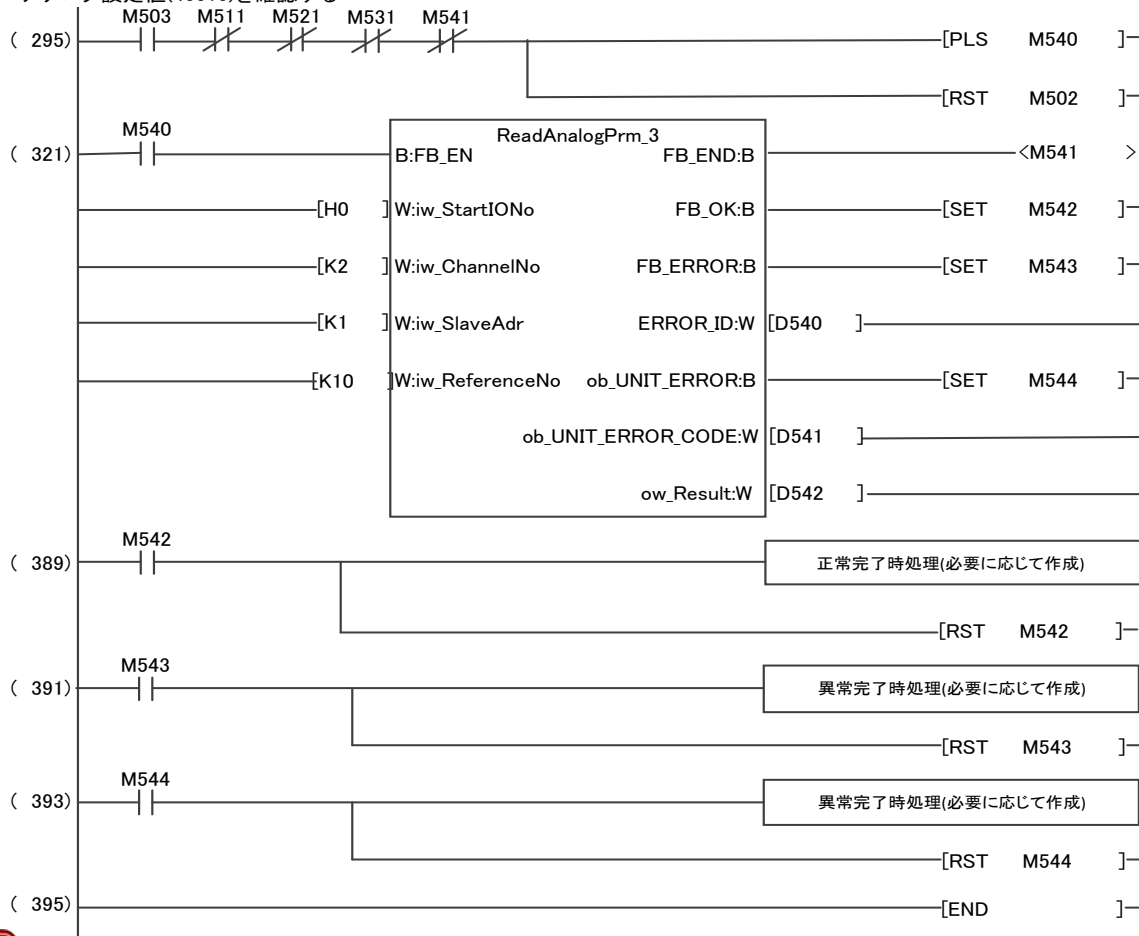 を確認する
M503 M511 M521 M531 M541
( 295) [PLS M540 ]
[RST M502 ]
M540
( 321) ReadAnalogPrm_3
B:FB_EN FB_END:B <M541 >
[H0 ] W:iw_StartIONo FB_OK:B [SET M542 ]
[K2 ] W:iw_ChannelNo FB_ERROR:B [SET M543 ]
[K1 ] W:iw_SlaveAdr ERROR_ID:W [D540 ]
[K10 ] W:iw_ReferenceNo ob_UNIT_ERROR:B [SET M544 ]
ob_UNIT_ERROR_CODE:W [D541 ]
ow_Result:W [D542 ]
M542
( 389) 正常完了時処理(必要に応じて作成)
[RST M542 ]
M543
( 391) 異常完了時処理(必要に応じて作成)
[RST M543 ]
M544
( 393) 異常完了時処理(必要に応じて作成)
[RST M544 ]
( 395) [END ]